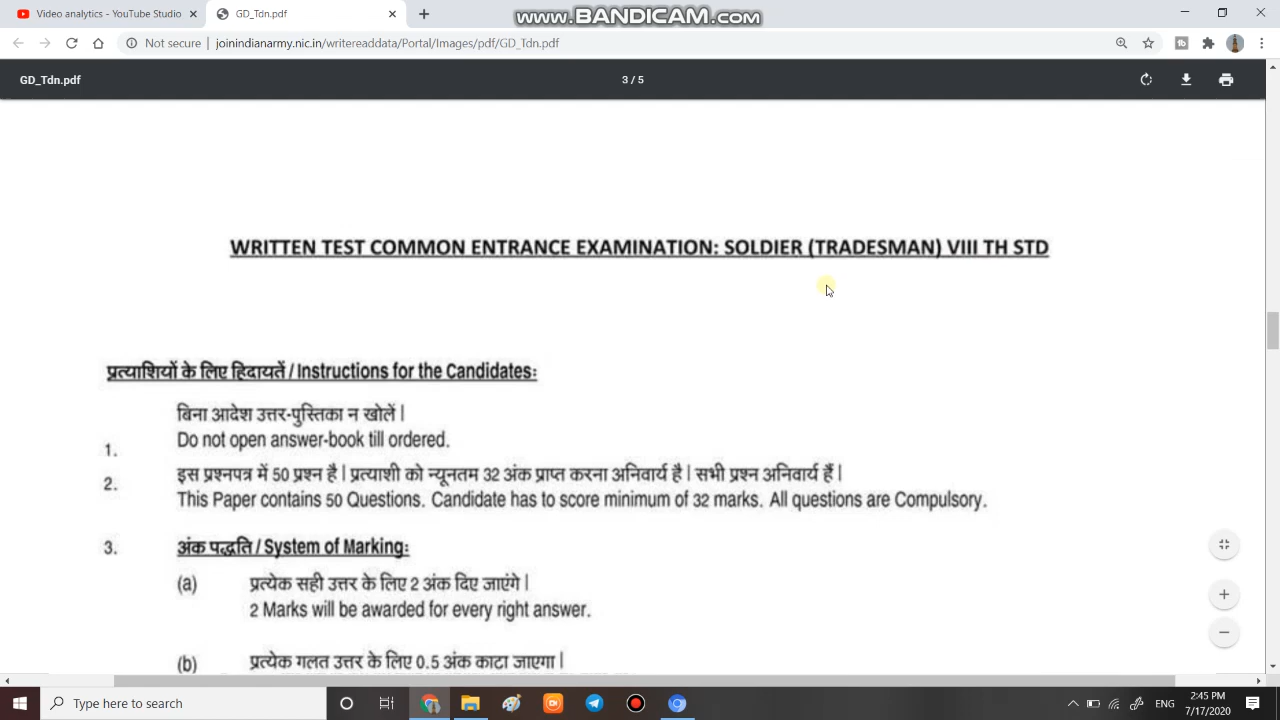 Video analytics - YouTube Studio
GD_Tdn.pdf
www.BANDICAM.com
Not secure
joinindianarmy.nic.in/writereaddata/Portal/Images/pdf/GD_Tdn.pdf
GD_Tdn.pdf
3 / 5
WRITTEN TEST COMMON ENTRANCE EXAMINATION: SOLDIER (TRADESMAN) VIII TH STD
प्रत्याशियों के लिए हिदायतें / Instructions for the Candidates:
बिना आदेश उत्तर-पुस्तिका न खोलें |
1. Do not open answer-book till ordered.
2. इस प्रश्नपत्र में 50 प्रश्न है | प्रत्याशी को न्यूनतम 32 अंक प्राप्त करना अनिवार्य है | सभी प्रश्न अनिवार्य हैं |
This Paper contains 50 Questions. Candidate has to score minimum of 32 marks. All questions are Compulsory.
3. अंक पद्धति / System of Marking:
(a) प्रत्येक सही उत्तर के लिए 2 अंक दिए जाएंगे |
2 Marks will be awarded for every right answer.
(b) प्रत्येक गलत उत्तर के लिए 0.5 अंक काटा जाएगा |
Type here to search
ENG
2:45 PM
7/17/2020